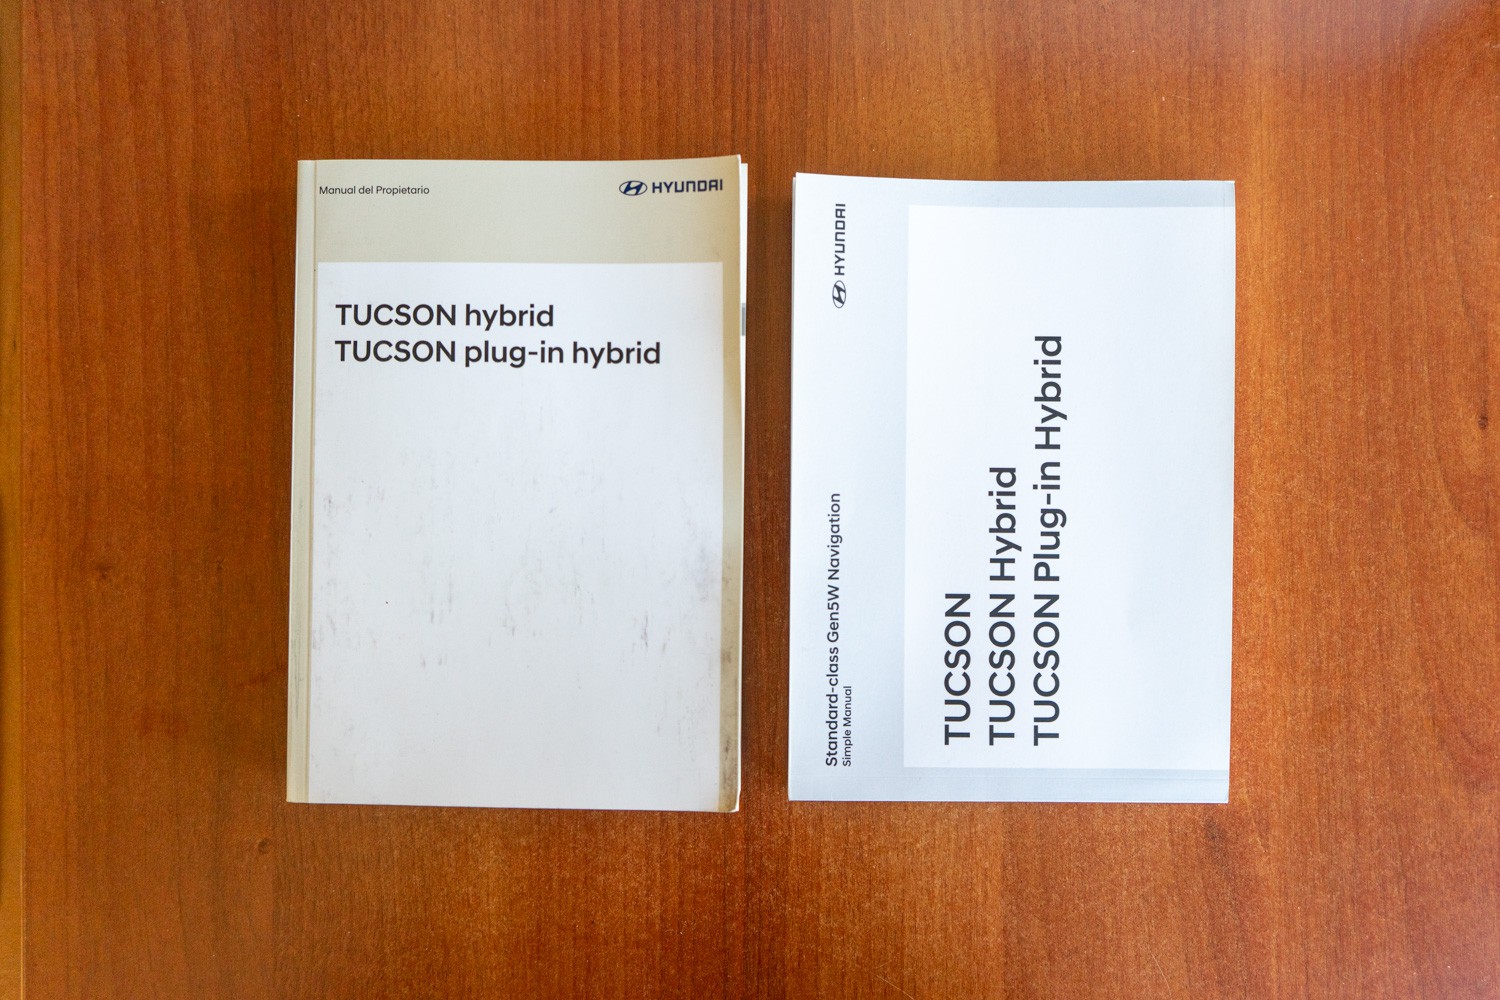 Manual del Propietario
HYUNDAI
TUCSON hybrid
TUCSON plug-in hybrid
HYUNDAI
Standard-class Gen5W Navigation
Simple Manual
TUCSON
TUCSON Hybrid
TUCSON Plug-in Hybrid